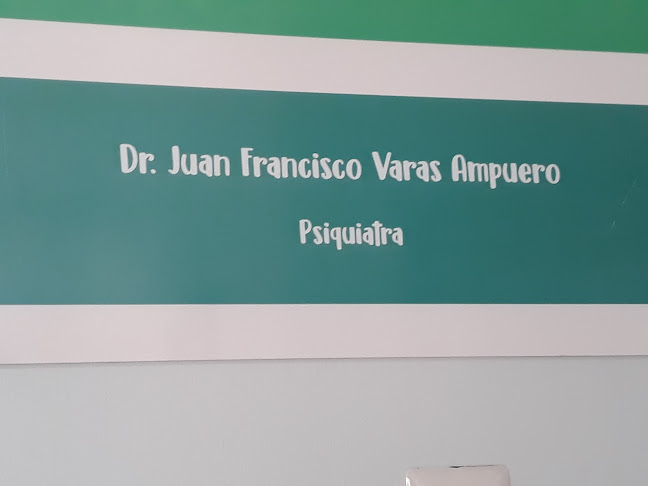 Dr. Juan Francisco Varas Ampuero
Psiquiatra